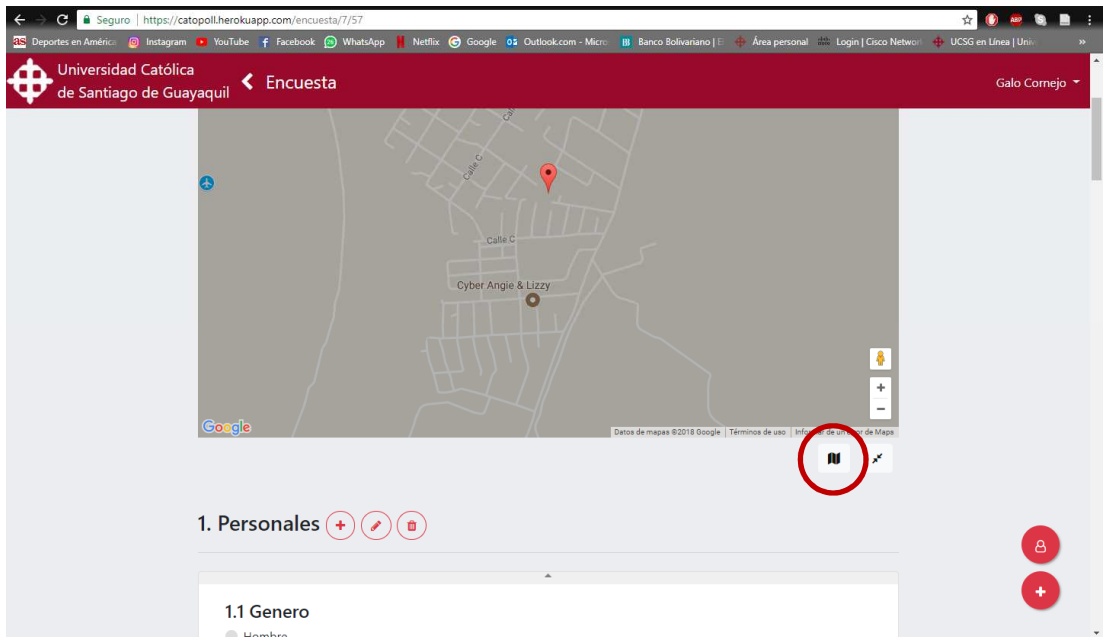 Seguro | https://catopoll.herokuapp.com/encuesta/7/57
Deportes en América Instagram YouTube Facebook WhatsApp Netflix Google Outlook.com - Micro Banco Bolivariano | E Área personal Login | Cisco Networ UCSG en Línea | Univ »
Universidad Católica
de Santiago de Guayaquil
Encuesta
Galo Cornejo
Calle C
Calle C
Cyber Angie & Lizzy
Google
Datos de mapas ©2018 Google Términos de uso Informar de un error de Maps
1. Personales
1.1 Genero
Hombre